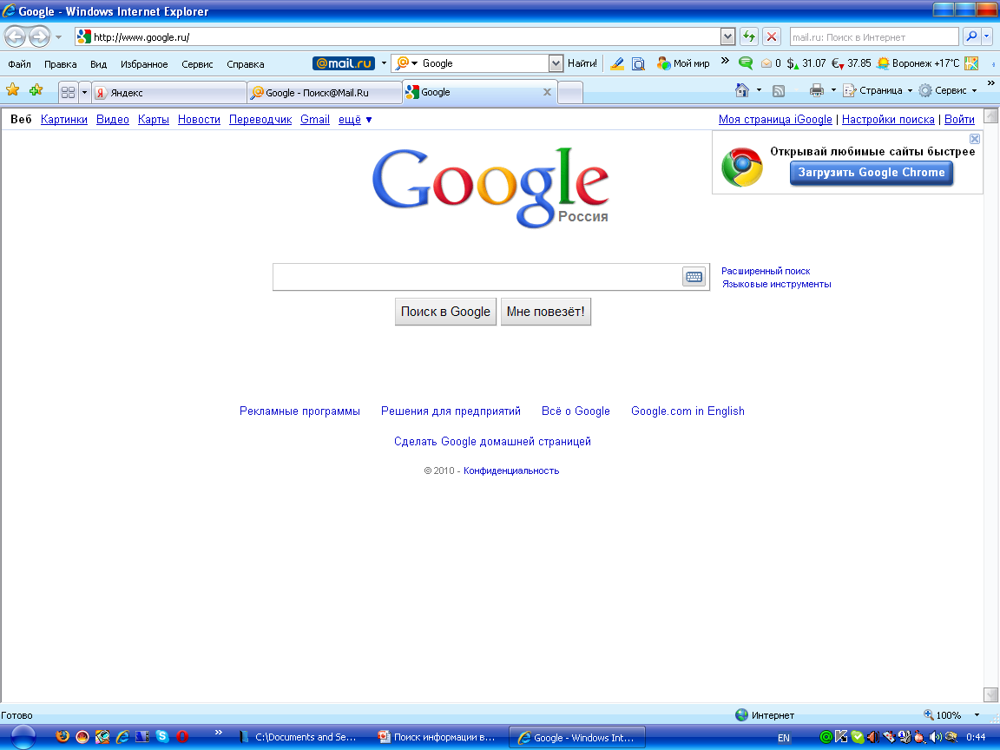 Google - Windows Internet Explorer
http://www.google.ru/
mail.ru: Поиск в Интернет
Файл Правка Вид Избранное Сервис Справка @mail.ru Google Найти! Мой мир » 0 $ 31.07 € 37.85 Воронеж +17°C
Яндекс Google - Поиск@Mail.Ru Google Страница Сервис »
Веб Картинки Видео Карты Новости Переводчик Gmail ещё ▼ Моя страница iGoogle | Настройки поиска | Войти
Открывай любимые сайты быстрее
Загрузить Google Chrome
Google
Россия
Расширенный поиск
Языковые инструменты
Поиск в Google Мне повезёт!
Рекламные программы Решения для предприятий Всё о Google Google.com in English
Сделать Google домашней страницей
© 2010 - Конфиденциальность
Готово Интернет 100%
» C:\Documents and Se... Поиск информации в... Google - Windows Int... EN 0:44